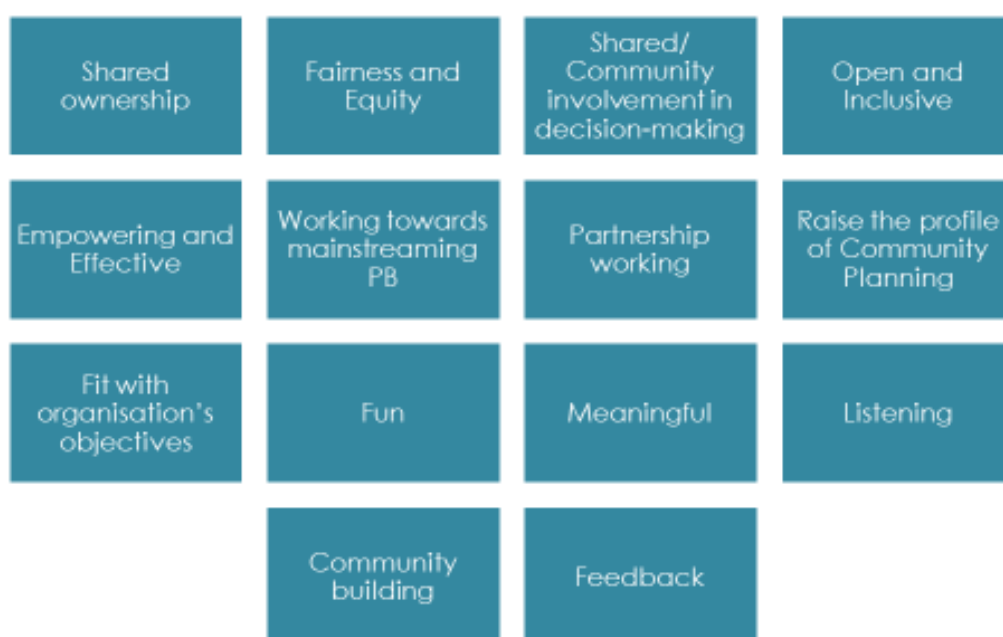 Shared
ownership
Fairness and
Equity
Shared/
Community
involvement in
decision-making
Open and
Inclusive
Empowering and
Effective
Working towards
mainstreaming
PB
Partnership
working
Raise the profile
of Community
Planning
Fit with
organisation's
objectives
Fun
Meaningful
Listening
Community
building
Feedback